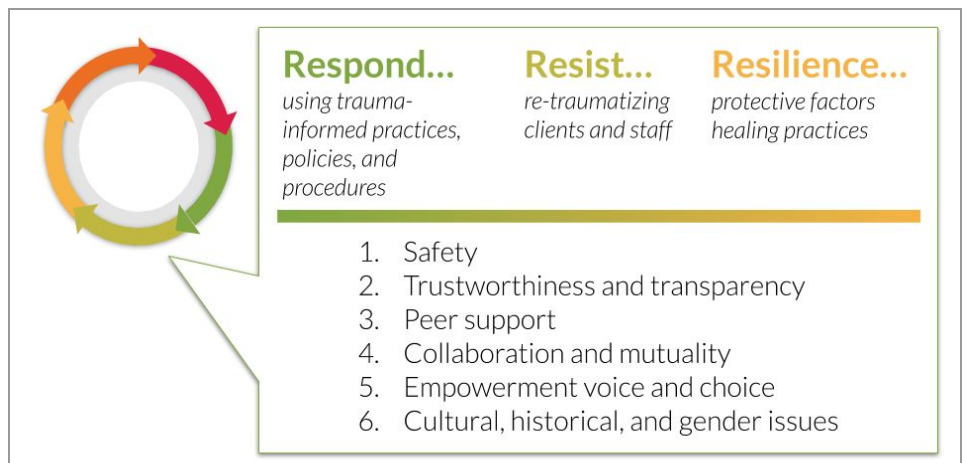 Respond...
using trauma-
informed practices,
policies, and
procedures
Resist...
re-traumatizing
clients and staff
Resilience...
protective factors
healing practices
1. Safety
2. Trustworthiness and transparency
3. Peer support
4. Collaboration and mutuality
5. Empowerment voice and choice
6. Cultural, historical, and gender issues